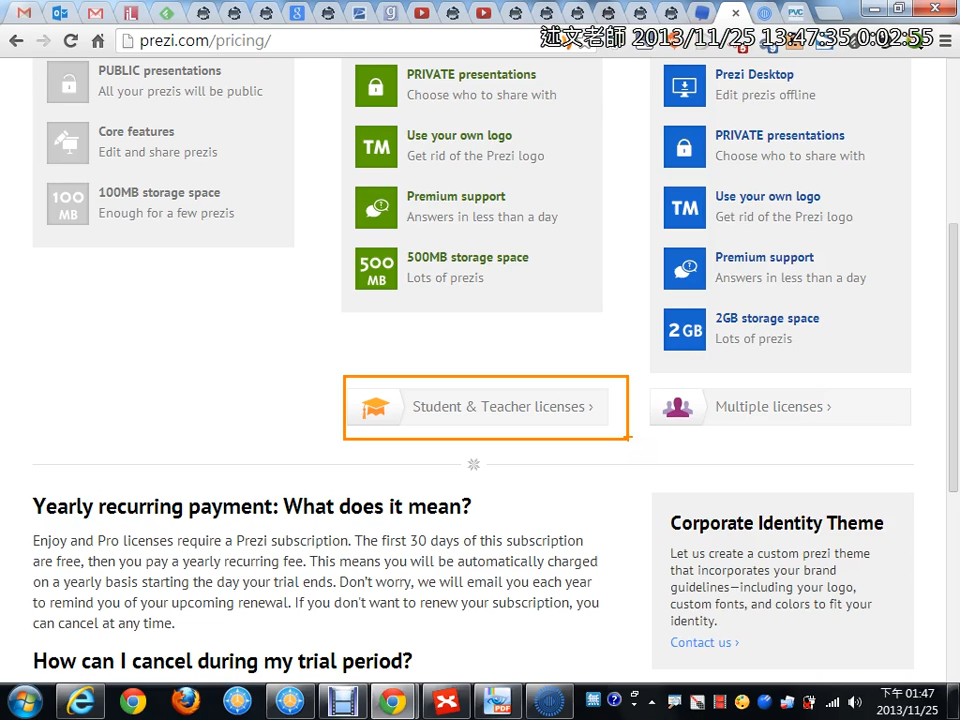 prezi.com/pricing/
述文老師 2013/11/25 13:47:35 0:02:55
PUBLIC presentations
All your prezis will be public
Core features
Edit and share prezis
100 MB
100MB storage space
Enough for a few prezis
PRIVATE presentations
Choose who to share with
TM
Use your own logo
Get rid of the Prezi logo
Premium support
Answers in less than a day
500 MB
500MB storage space
Lots of prezis
Prezi Desktop
Edit prezis offline
PRIVATE presentations
Choose who to share with
TM
Use your own logo
Get rid of the Prezi logo
Premium support
Answers in less than a day
2GB
2GB storage space
Lots of prezis
Student & Teacher licenses ›
Multiple licenses ›
Yearly recurring payment: What does it mean?
Enjoy and Pro licenses require a Prezi subscription. The first 30 days of this subscription
are free, then you pay a yearly recurring fee. This means you will be automatically charged
on a yearly basis starting the day your trial ends. Don't worry, we will email you each year
to remind you of your upcoming renewal. If you don't want to renew your subscription, you
can cancel at any time.
How can I cancel during my trial period?
Corporate Identity Theme
Let us create a custom prezi theme
that incorporates your brand
guidelines—including your logo,
custom fonts, and colors to fit your
identity.
Contact us ›
下午 01:47
2013/11/25